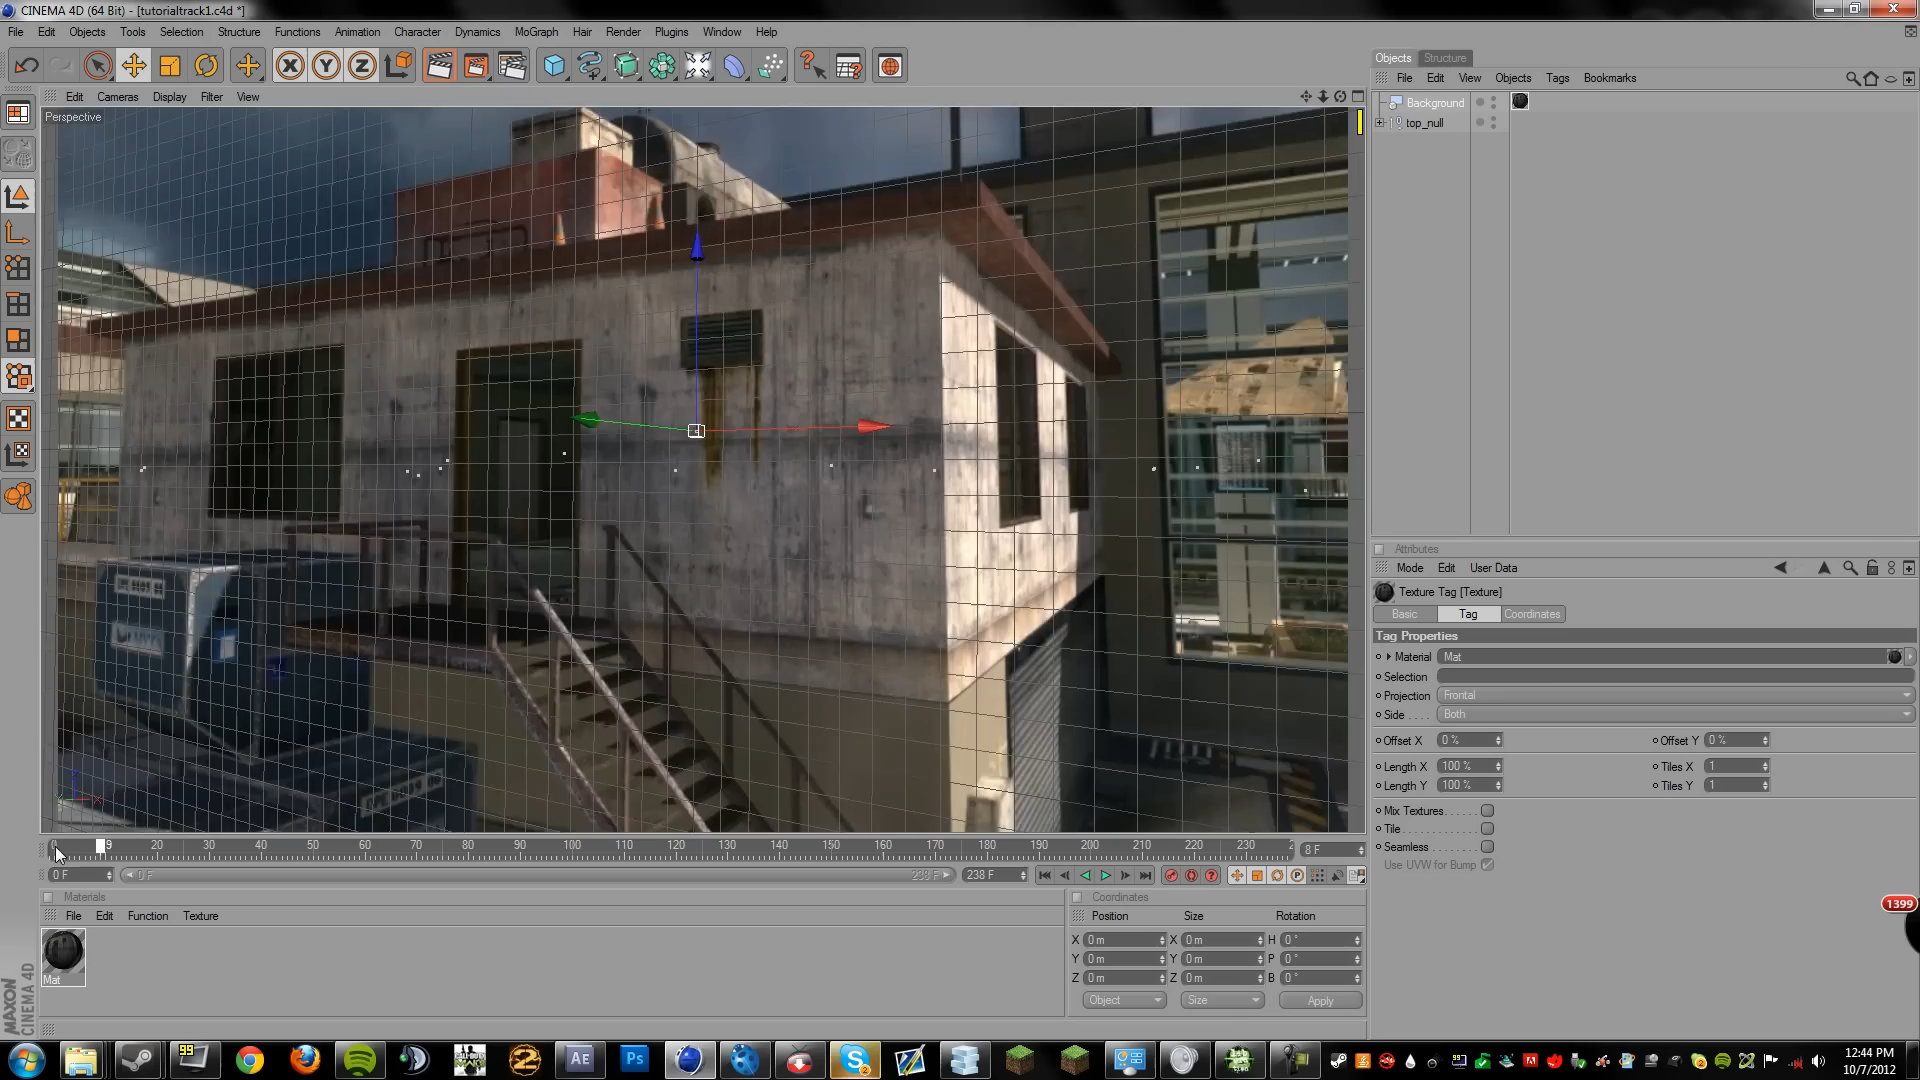 CINEMA 4D (64 Bit) - [tutorialtrack1.c4d *]
File Edit Objects Tools Selection Structure Functions Animation Character Dynamics MoGraph Hair Render Plugins Window Help
Edit Cameras Display Filter View
Perspective
Objects Structure
File Edit View Objects Tags Bookmarks
Background
top_null
Attributes
Mode Edit User Data
Texture Tag [Texture]
Basic Tag Coordinates
Tag Properties
Material Mat
Selection
Projection Frontal
Side Both
Offset X 0 % Offset Y 0 %
Length X 100 % Tiles X 1
Length Y 100 % Tiles Y 1
Mix Textures
Tile
Seamless
Use UVW for Bump
0 9 20 30 40 50 60 70 80 90 100 110 120 130 140 150 160 170 180 190 200 210 220 230 8 F
0 F 0 F 238 F 238 F
Materials
File Edit Function Texture
Mat
MAXON
CINEMA 4D
Coordinates
Position Size Rotation
X 0 m X 0 m H 0 °
Y 0 m Y 0 m P 0 °
Z 0 m Z 0 m B 0 °
Object Size Apply
1399
99
Ae Ps
12:44 PM
10/7/2012